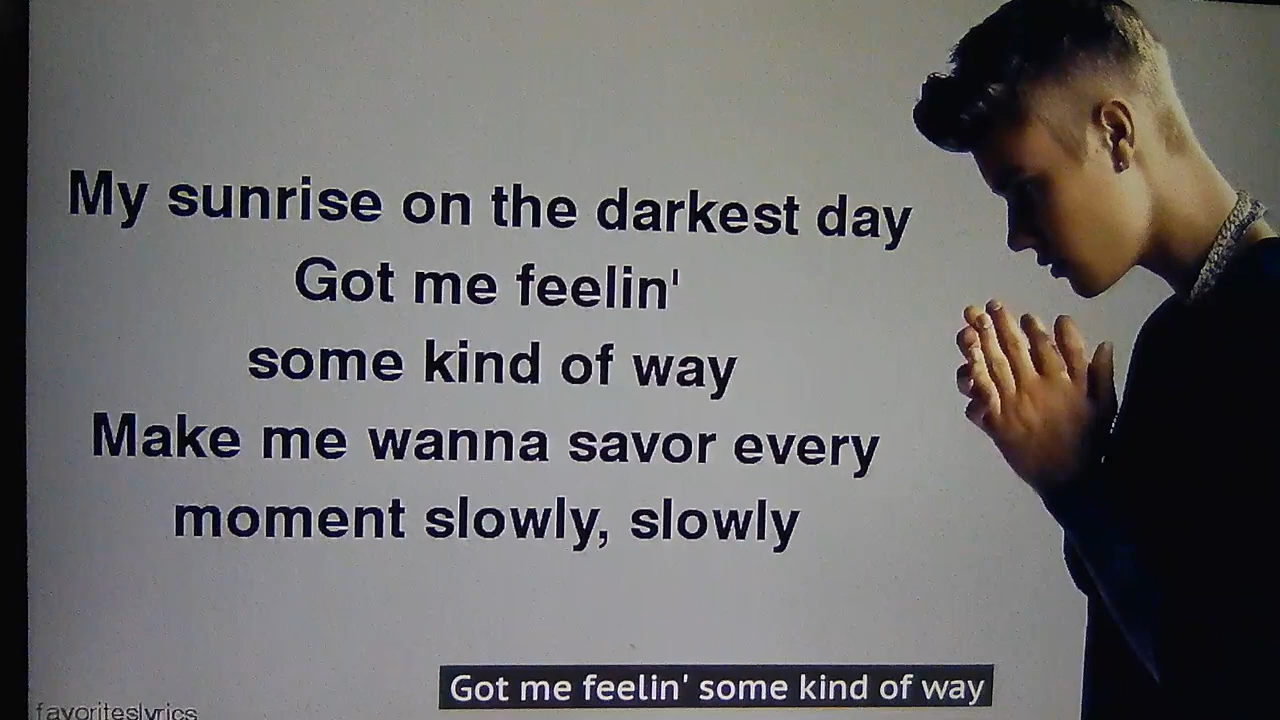 My sunrise on the darkest day
Got me feelin'
some kind of way
Make me wanna savor every
moment slowly, slowly
Got me feelin' some kind of way
favoriteslyrics